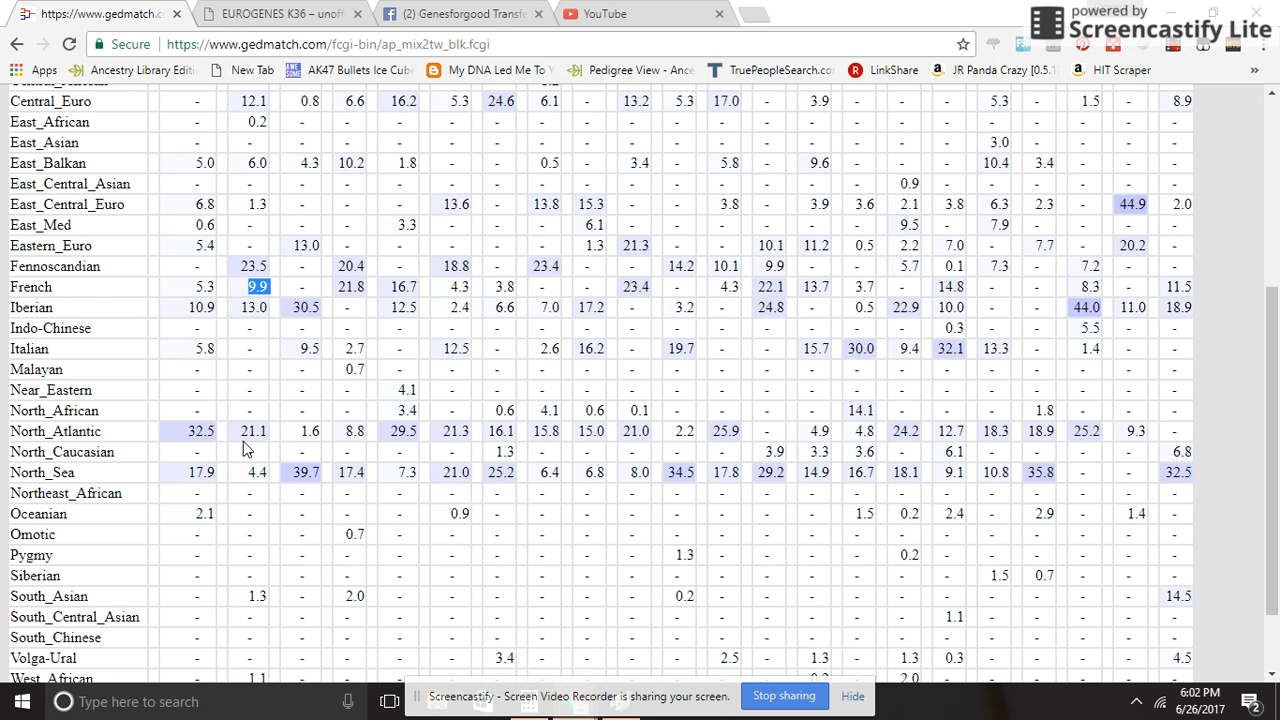 https://www.gedmatch.c
EUROGENES K36 – unoff
(2) Genesforgood Transfe
YouTube
powered by
Screencastify Lite
Secure https://www.gedmatch.
Apps Ancestry Library Editi New Tab AK47 Bullets Ice Cube My DNA Led Me t Pedigree View - Ance TruePeopleSearch.co LinkShare JR Panda Crazy [0.5.1 HIT Scraper »
Central_Euro - 12.1 0.8 6.6 16.2 5.3 24.6 6.1 - 13.2 5.3 17.0 - 3.9 - - - 5.3 - 1.5 - 8.9
East_African - 0.2 - - - - - - - - - - - - - - - - - - - -
East_Asian - - - - - - - - - - - - - - - - - 3.0 - - - -
East_Balkan 5.0 6.0 4.3 10.2 1.8 - - 0.5 - 3.4 - 5.8 - 9.6 - - - 10.4 3.4 - - -
East_Central_Asian - - - - - - - - - - - - - - - 0.9 - - - - - -
East_Central_Euro 6.8 1.3 - - - 13.6 - 13.8 15.3 - - 3.8 - 3.9 3.6 2.1 3.8 6.3 2.3 - 44.9 2.0
East_Med 0.6 - - - 3.3 - - - 6.1 - - - - - - 9.5 - 7.9 - - - -
Eastern_Euro 5.4 - 13.0 - - - - - 1.3 21.3 - - 10.1 11.2 0.5 2.2 7.0 - 7.7 - 20.2 -
Fennoscandian - 23.5 - 20.4 - 18.8 - 23.4 - - 14.2 10.1 9.9 - - 5.7 0.1 7.3 - 7.2 - -
French 5.3 9.9 - 21.8 16.7 4.3 3.8 - - 23.4 - 4.3 22.1 13.7 3.7 - 14.8 - - 8.3 - 11.5
Iberian 10.9 13.0 30.5 - 12.5 2.4 6.6 7.0 17.2 - 3.2 - 24.8 - 0.5 22.9 10.0 - - 44.0 11.0 18.9
Indo-Chinese - - - - - - - - - - - - - - - - 0.3 - - 5.5 - -
Italian 5.8 - 9.5 2.7 - 12.5 - 2.6 16.2 - 19.7 - - 15.7 30.0 9.4 32.1 13.3 - 1.4 - -
Malayan - - - 0.7 - - - - - - - - - - - - - - - - - -
Near_Eastern - - - - 4.1 - - - - - - - - - - - - - - - - -
North_African - - - - 3.4 - 0.6 4.1 0.6 0.1 - - - - 14.1 - - - 1.8 - - -
North_Atlantic 32.5 21.1 1.6 8.8 29.5 21.3 16.1 15.8 15.0 21.0 2.2 25.9 - 4.9 4.8 24.2 12.7 18.3 18.9 25.2 9.3 -
North_Caucasian - - - - - - 1.3 - - - - - 3.9 3.3 3.6 - 6.1 - - - - 6.8
North_Sea 17.9 4.4 39.7 17.4 7.3 21.0 25.2 6.4 6.8 8.0 34.5 17.8 29.2 14.9 16.7 18.1 9.1 10.8 35.8 - - 32.5
Northeast_African - - - - - - - - - - - - - - - - - - - - - -
Oceanian 2.1 - - - - 0.9 - - - - - - - - 1.5 0.2 2.4 - 2.9 - 1.4 -
Omotic - - - 0.7 - - - - - - - - - - - - - - - - - -
Pygmy - - - - - - - - - - 1.3 - - - - 0.2 - - - - - -
Siberian - - - - - - - - - - - - - - - - - 1.5 0.7 - - -
South_Asian - 1.3 - 2.0 - - - - - - 0.2 - - - - - - - - - - 14.5
South_Central_Asian - - - - - - - - - - - - - - - - 1.1 - - - - -
South_Chinese - - - - - - - - - - - - - - - - - - - - - -
Volga-Ural - - - - - - 3.4 - - - - 2.5 - 1.3 - 1.3 0.3 - - - - 4.5
West_African - 1.1
Type here to search
Screencastify - Screen Video Recorder is sharing your screen. Stop sharing Hide
6:02 PM
6/26/2017
2